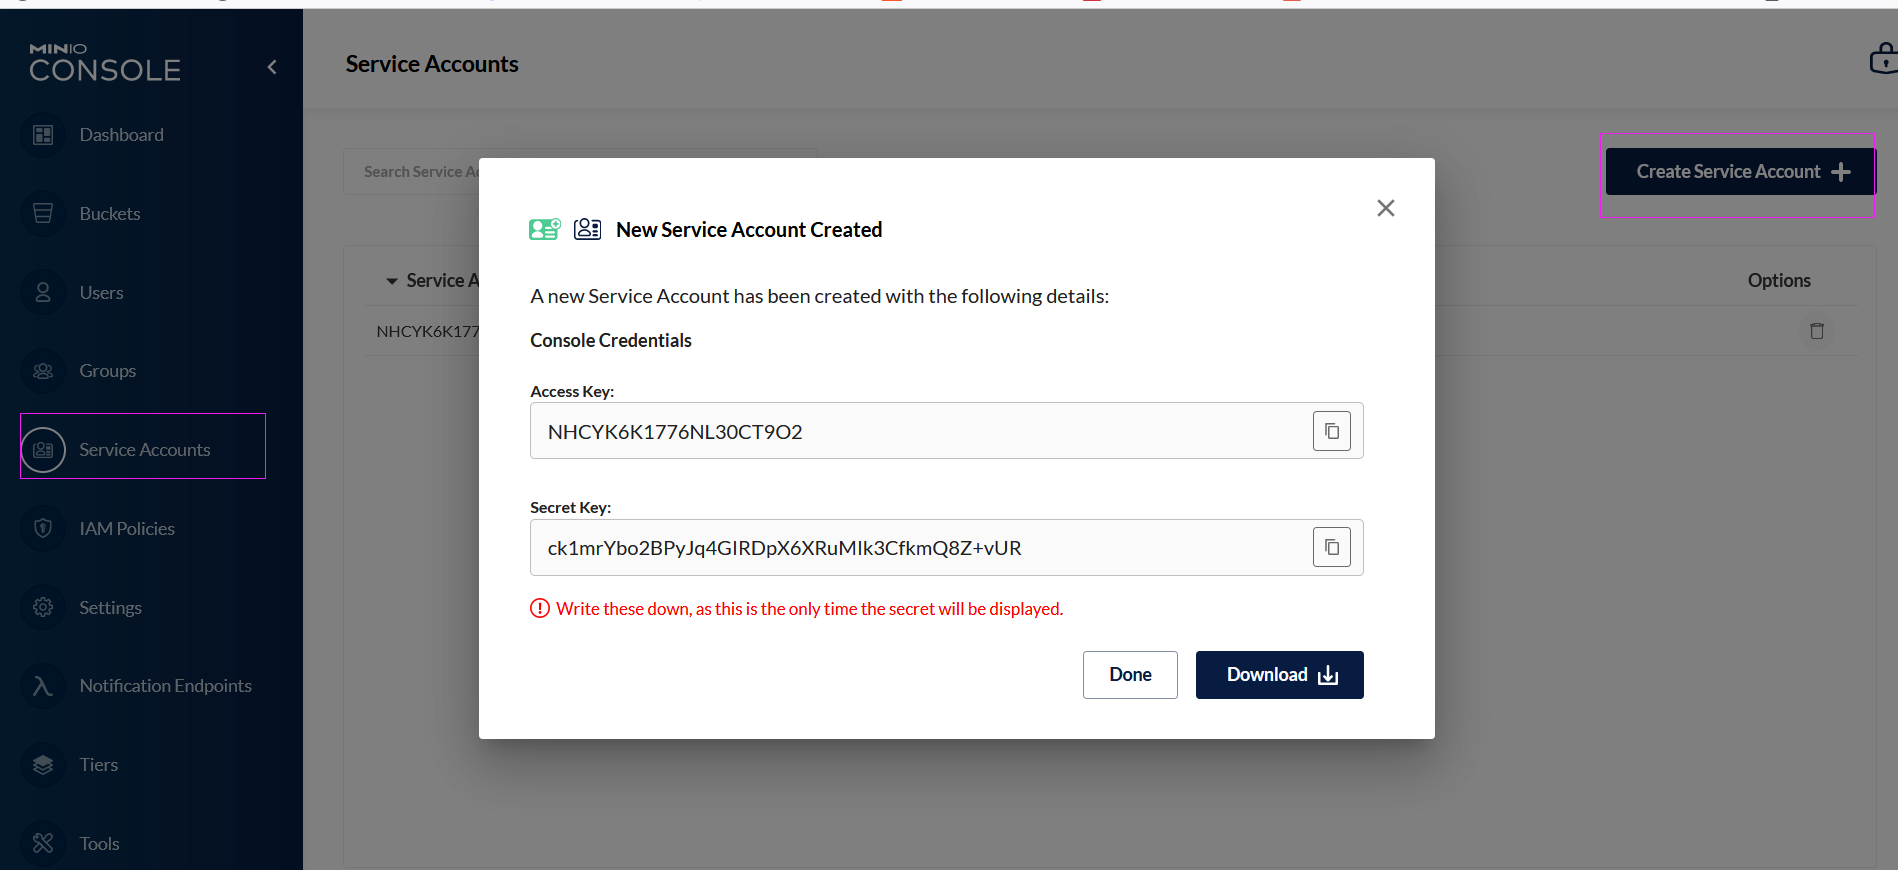 MINIO
CONSOLE
Service Accounts
Dashboard
Buckets
Users
Groups
Service Accounts
IAM Policies
Settings
Notification Endpoints
Tiers
Tools
Search Service
Create Service Account
Service
Options
NHCYK6K177
New Service Account Created
A new Service Account has been created with the following details:
Console Credentials
Access Key:
NHCYK6K1776NL30CT9O2
Secret Key:
ck1mrYbo2BPyJq4GIRDpX6XRuMIk3CfkmQ8Z+vUR
Write these down, as this is the only time the secret will be displayed.
Done
Download